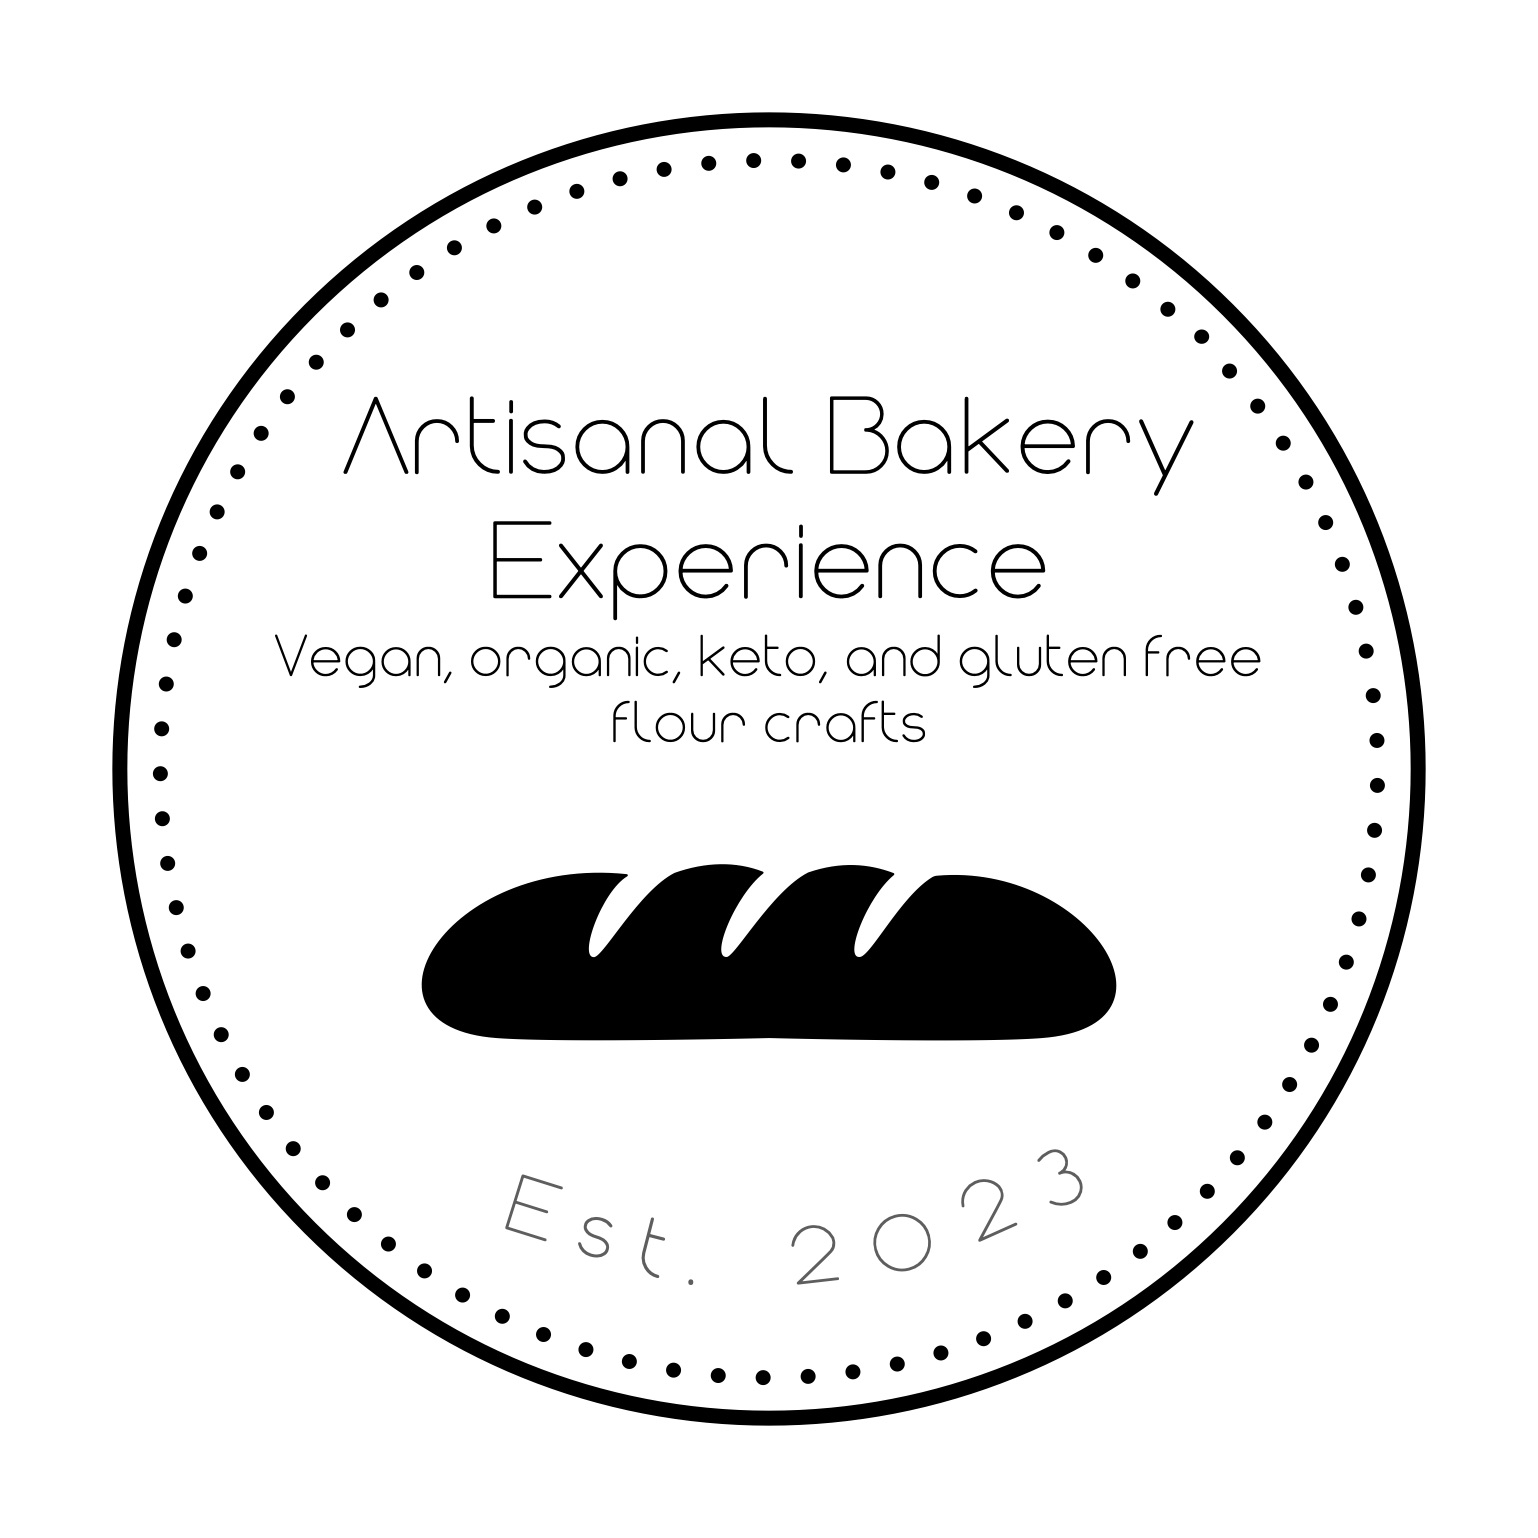 Artisanal Bakery
Experience
Vegan, organic, keto, and gluten free
flour crafts
Est. 2023